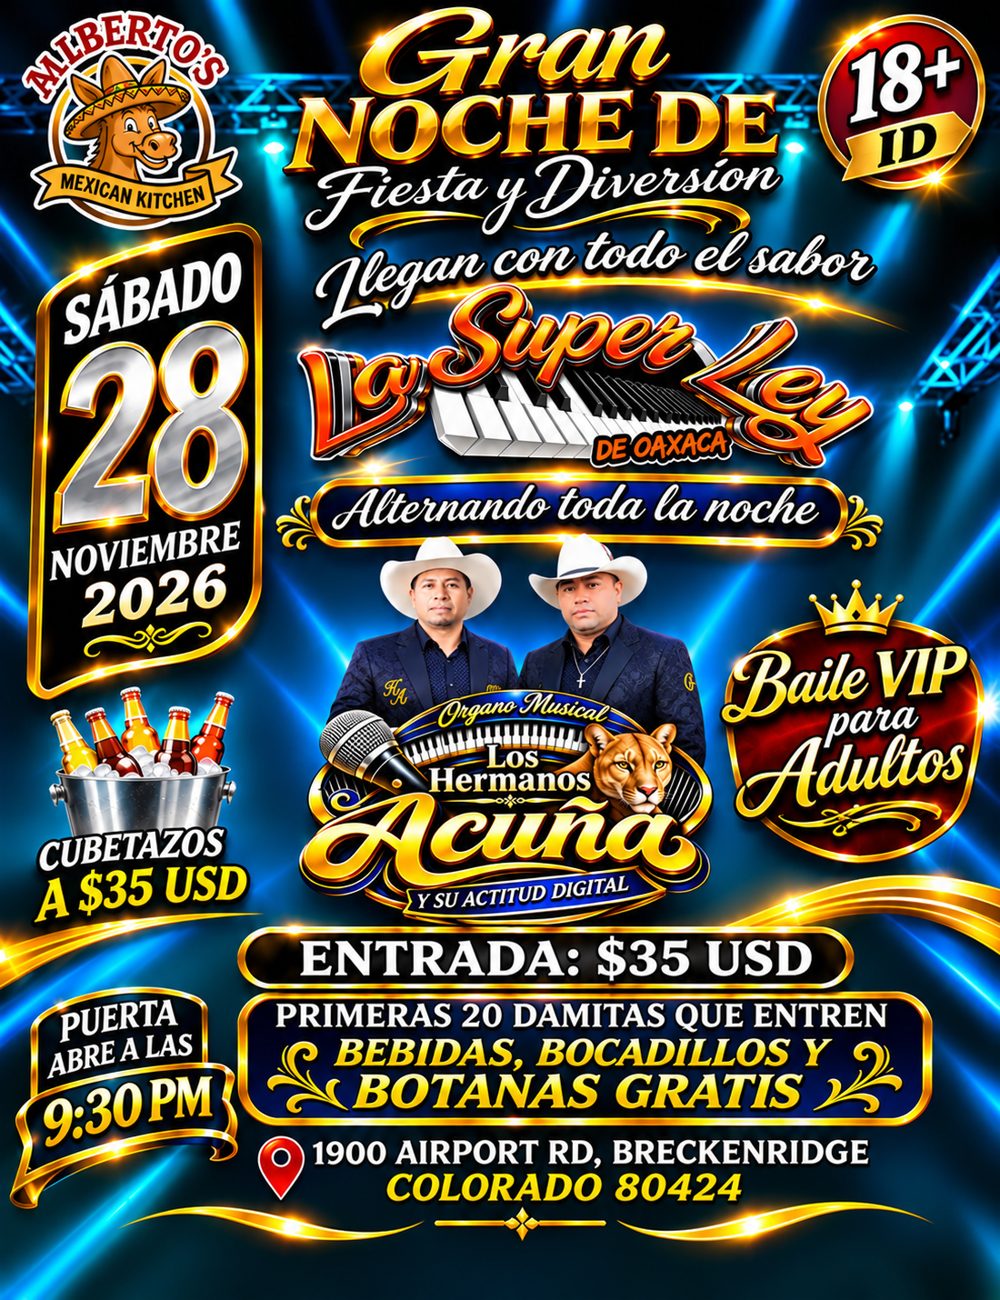 ALBERTO'S
MEXICAN KITCHEN
Gran
NOCHE DE
Fiesta y Diversión
18+
ID
Llegan con todo el sabor
La Super Ley
DE OAXACA
SÁBADO
28
NOVIEMBRE
2026
Alternando toda la noche
HA
Organo Musical
Los
Hermanos
Acuña
Y SU ACTITUD DIGITAL
Baile VIP
para
Adultos
CUBETAZOS
A $35 USD
ENTRADA: $35 USD
PRIMERAS 20 DAMITAS QUE ENTREN
BEBIDAS, BOCADILLOS Y
BOTANAS GRATIS
PUERTA
ABRE A LAS
9:30 PM
1900 AIRPORT RD, BRECKENRIDGE
COLORADO 80424